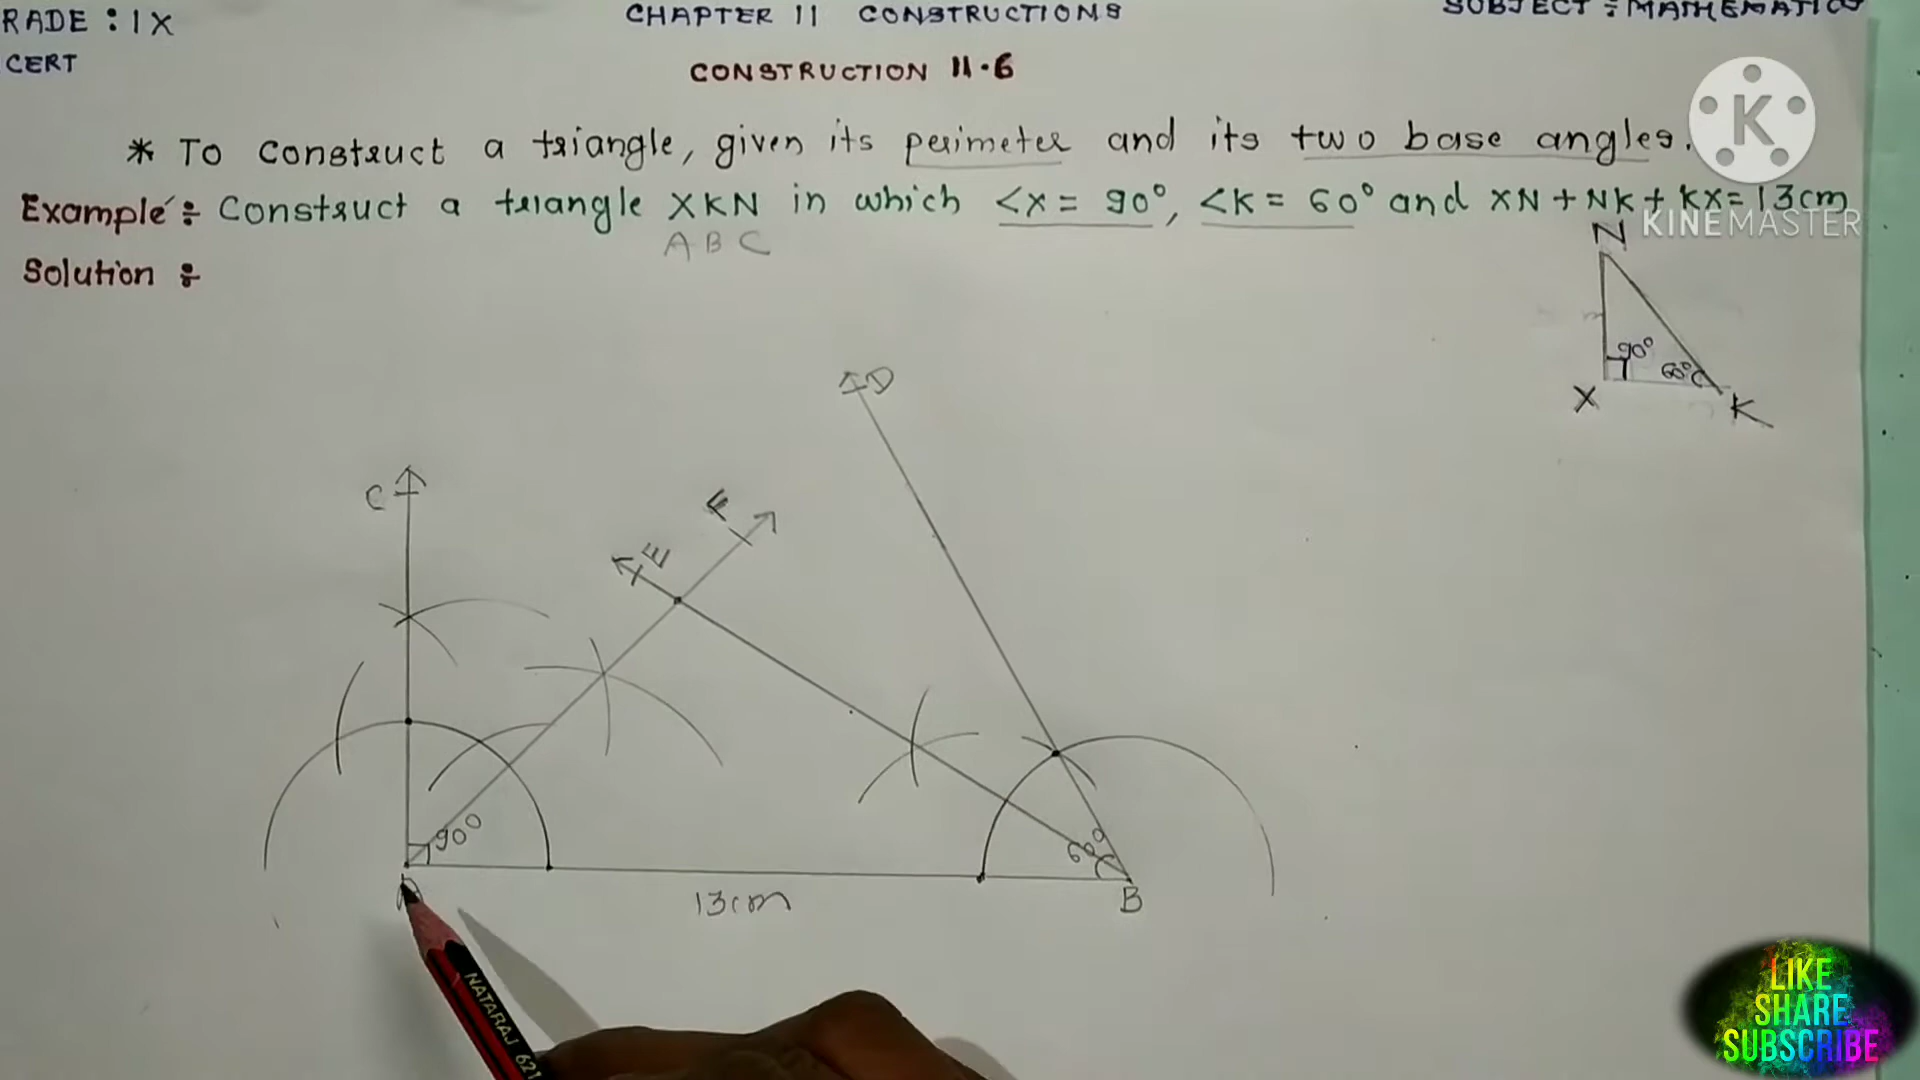 RADE : IX
CHAPTER 11 CONSTRUCTIONS
SUBJECT : MATHEMATICS
CERT
CONSTRUCTION 11.6
K
* To construct a triangle, given its perimeter and its two base angles.
Example :- Construct a triangle XKN in which <X = 90°, <K = 60° and XN + NK + KX = 13cm
KINEMASTER
A B C
Solution :-
N
90° 60°
X K
D
C
F
E
90°
60°
13cm
B
NATARAJ 621
LIKE
SHARE
SUBSCRIBE